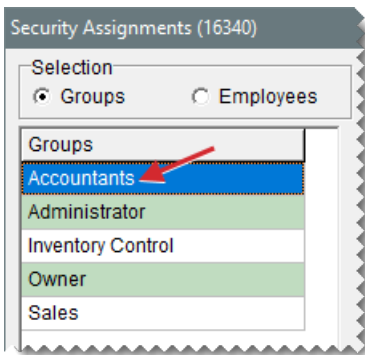 Security Assignments (16340)
Selection
Groups Employees
Groups
Accountants
Administrator
Inventory Control
Owner
Sales